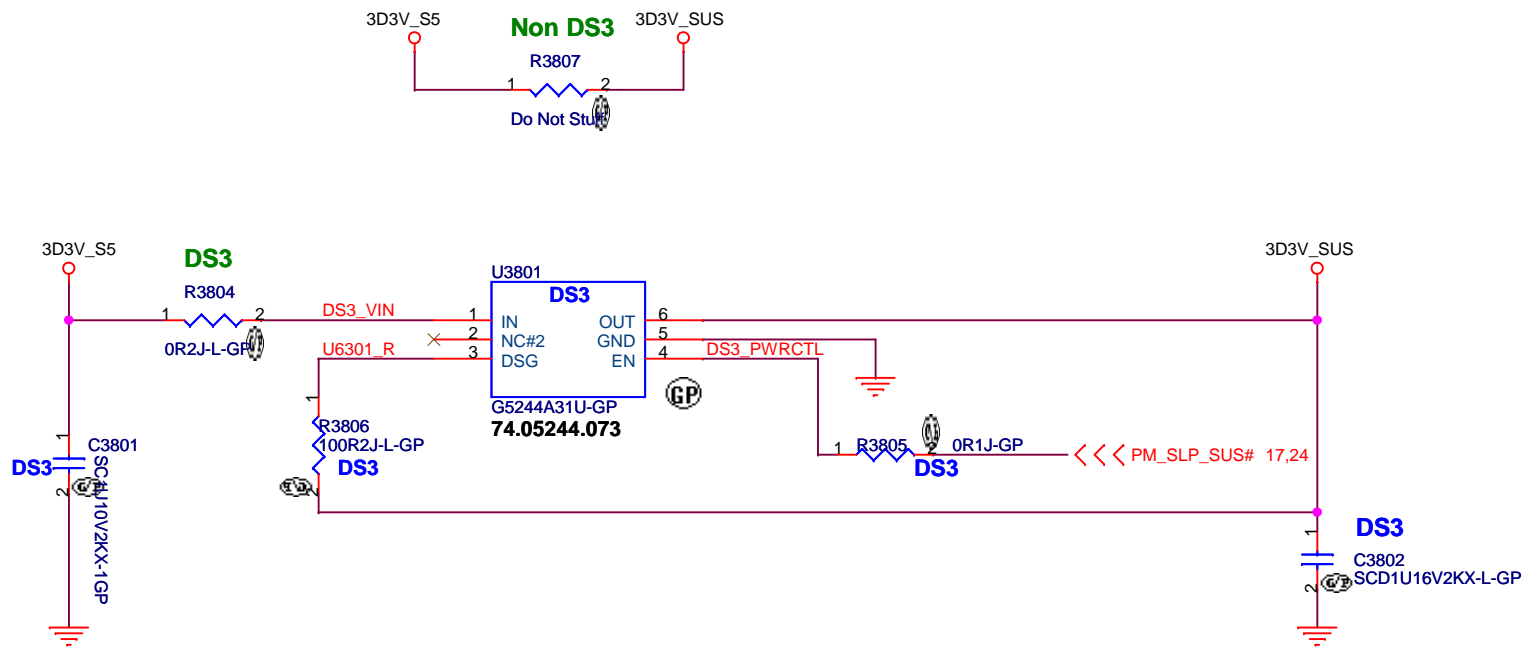 3D3V_S5
Non DS3
3D3V_SUS
R3807
1
2
Do Not Stuff
3D3V_S5
DS3
R3804
1
2
0R2J-L-GP
DS3_VIN
U6301_R
U3801
DS3
1
2
3
IN
NC#2
DSG
OUT
GND
EN
6
5
4
DS3_PWRCTL
G5244A31U-GP
74.05244.073
GP
3D3V_SUS
1
R3806
100R2J-L-GP
DS3
2
1
R3805
2
0R1J-GP
DS3
PM_SLP_SUS# 17,24
1
C3801
DS3
2
SC1U10V2KX-1GP
DS3
1
C3802
SCD1U16V2KX-L-GP
2